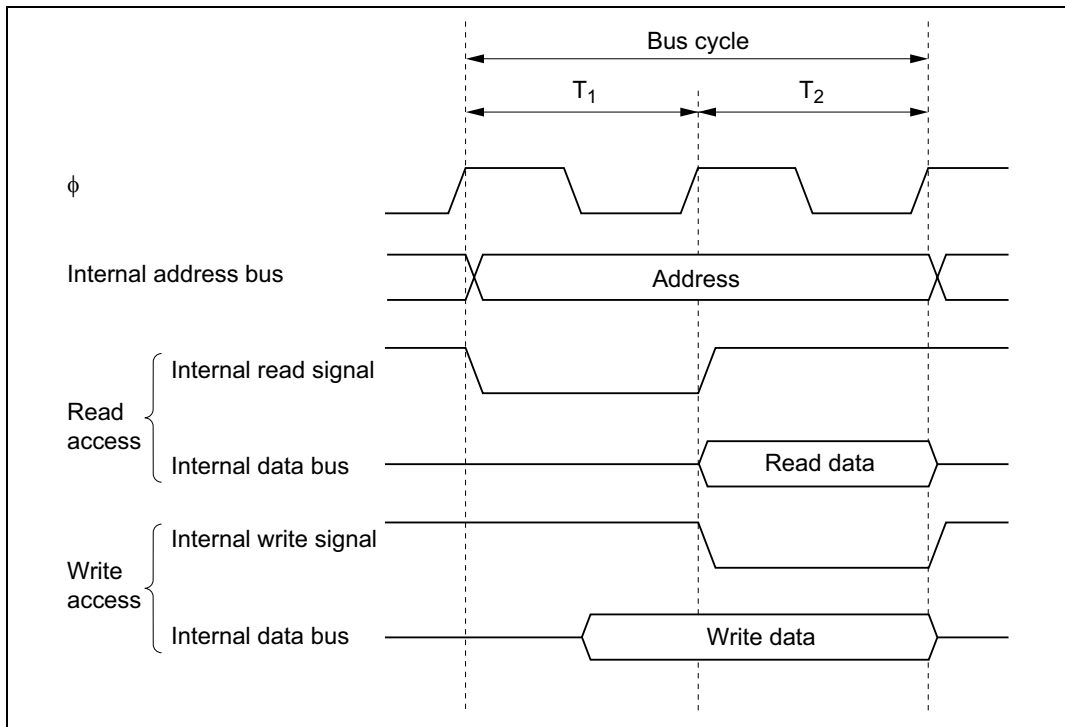 Bus cycle
T₁
T₂
ϕ
Internal address bus
Address
Read
access
Internal read signal
Internal data bus
Read data
Write
access
Internal write signal
Internal data bus
Write data